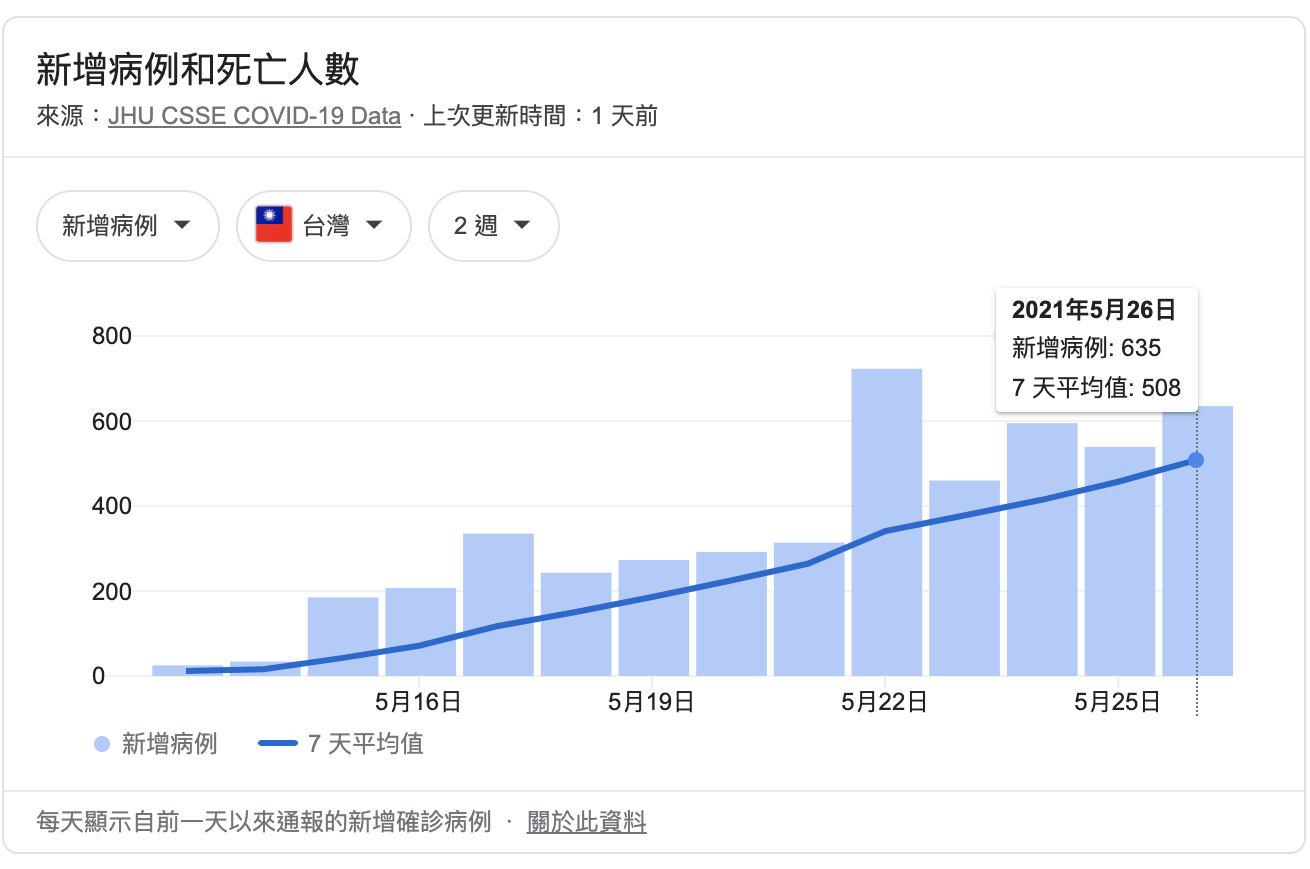 新增病例和死亡人數
來源：JHU CSSE COVID-19 Data · 上次更新時間：1 天前
新增病例 台灣 2 週
2021年5月26日
新增病例: 635
7 天平均值: 508
800
600
400
200
0
5月16日 5月19日 5月22日 5月25日
新增病例 7 天平均值
每天顯示自前一天以來通報的新增確診病例 · 關於此資料